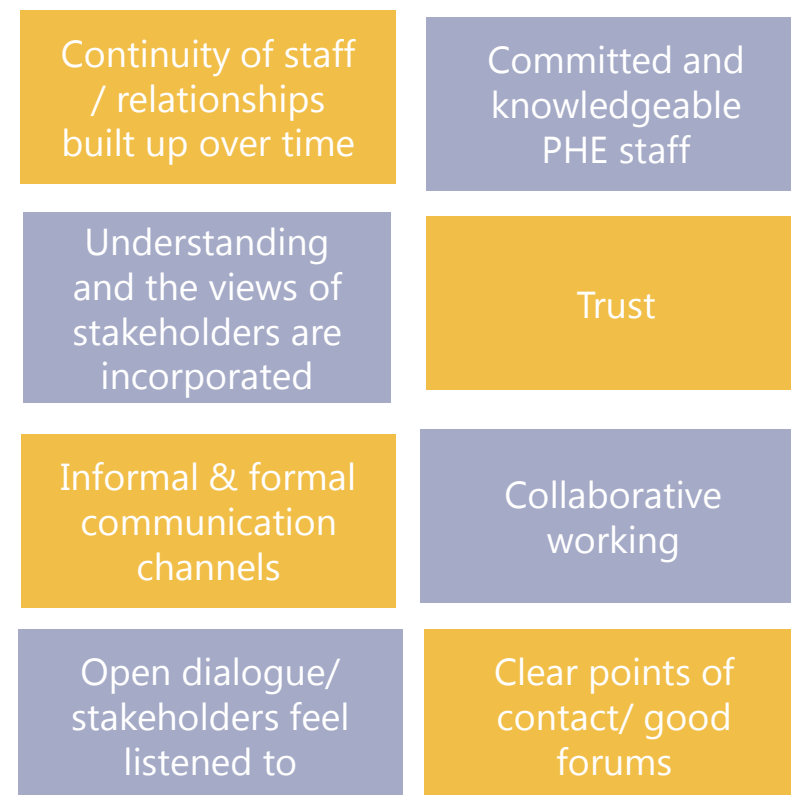 Continuity of staff
/ relationships
built up over time
Committed and
knowledgeable
PHE staff
Understanding
and the views of
stakeholders are
incorporated
Trust
Informal & formal
communication
channels
Collaborative
working
Open dialogue/
stakeholders feel
listened to
Clear points of
contact/ good
forums